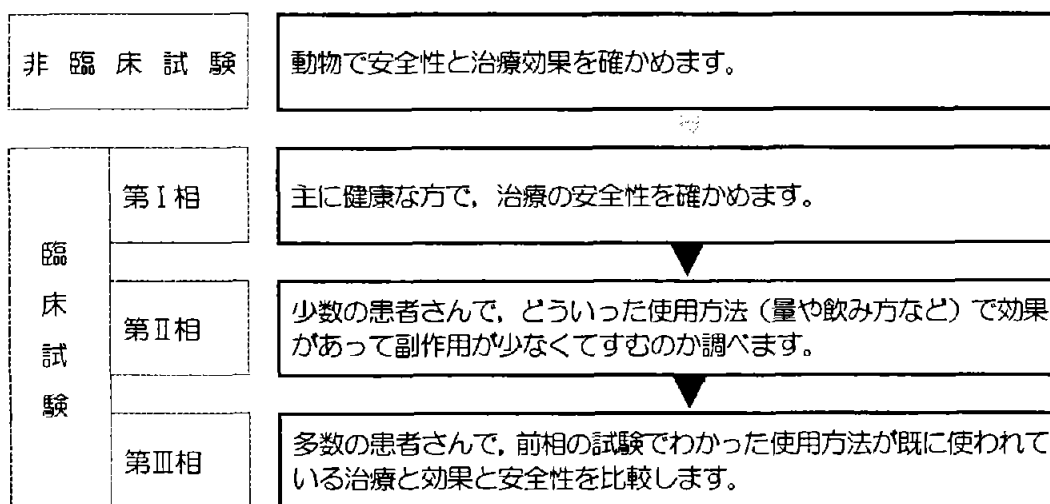 非臨床試験
動物で安全性と治療効果を確かめます。
臨床試験
第Ⅰ相
主に健康な方で，治療の安全性を確かめます。
第Ⅱ相
少数の患者さんで，どういった使用方法（量や飲み方など）で効果
があって副作用が少なくてすむのか調べます。
第Ⅲ相
多数の患者さんで，前相の試験でわかった使用方法が既に使われて
いる治療と効果と安全性を比較します。